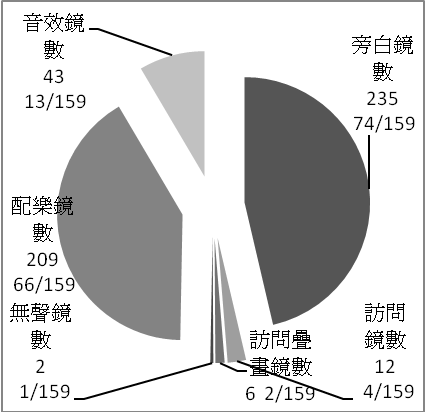 音效鏡
數
43
13/159
旁白鏡
數
235
74/159
配樂鏡
數
209
66/159
無聲鏡
數
2
1/159
訪問疊
畫鏡數
6 2/159
訪問
鏡數
12
4/159